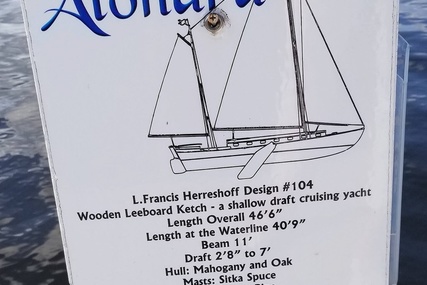 L.Francis Herreshoff Design #104
Wooden Leeboard Ketch - a shallow draft cruising yacht
Length Overall 46'6"
Length at the Waterline 40'9"
Beam 11'
Draft 2'8" to 7'
Hull: Mahogany and Oak
Masts: Sitka Spuce